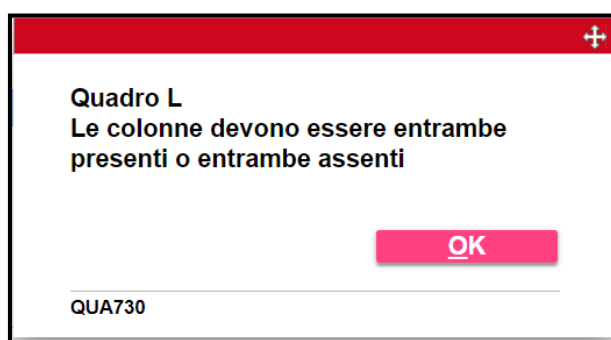 Quadro L
Le colonne devono essere entrambe
presenti o entrambe assenti
OK
QUA730